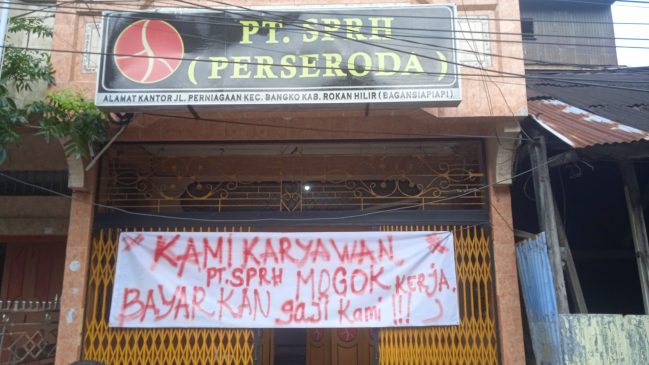 PT. SPRH
( PERSERODA )
ALAMAT KANTOR JL. PERNIAGAAN KEC. BANGKO KAB. ROKAN HILIR ( BAGANSIAPIAPI )
KAMI KARYAWAN.
PT. SPRH MOGOK KERJA.
BAYAR KAN gaji kami !!!